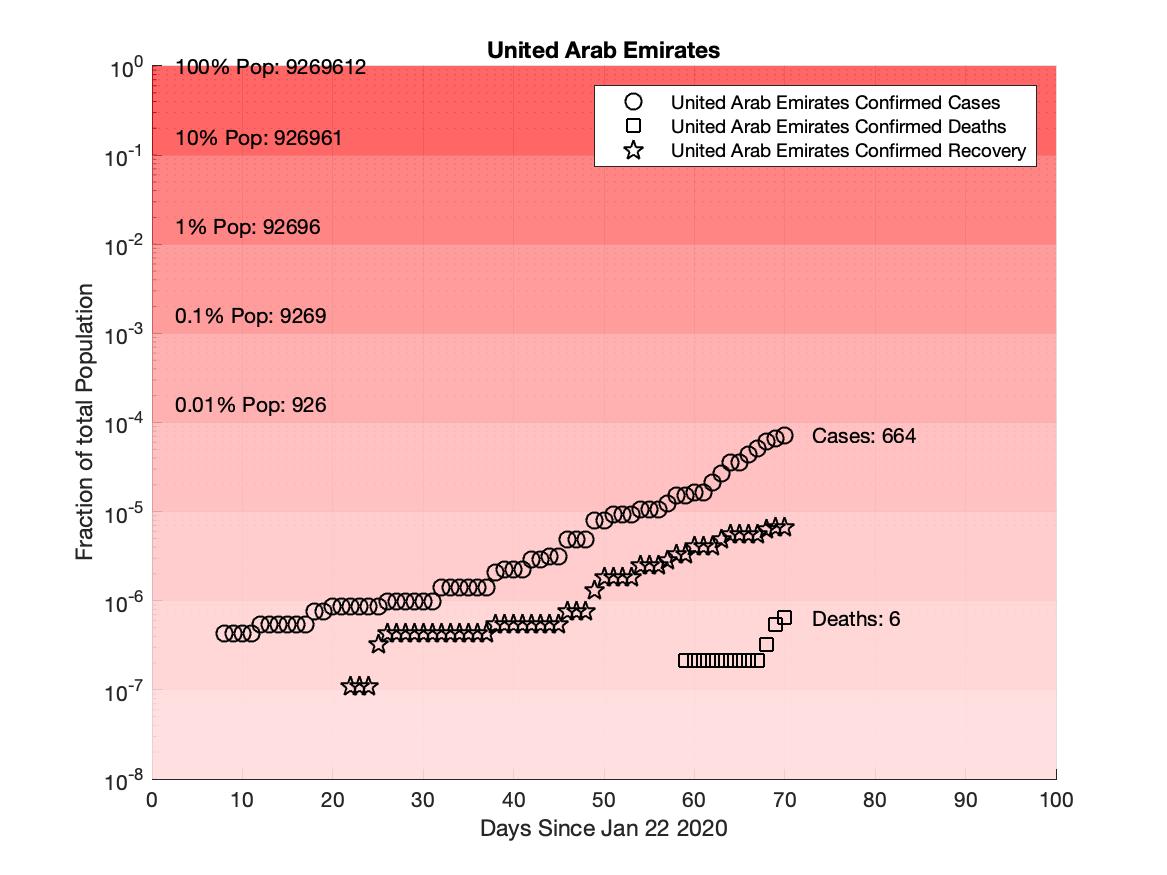 United Arab Emirates
10^0
10^-1
10^-2
10^-3
10^-4
10^-5
10^-6
10^-7
10^-8
Fraction of total Population
100% Pop: 9269612
10% Pop: 926961
1% Pop: 92696
0.1% Pop: 9269
0.01% Pop: 926
United Arab Emirates Confirmed Cases
United Arab Emirates Confirmed Deaths
United Arab Emirates Confirmed Recovery
Cases: 664
Deaths: 6
0 10 20 30 40 50 60 70 80 90 100
Days Since Jan 22 2020